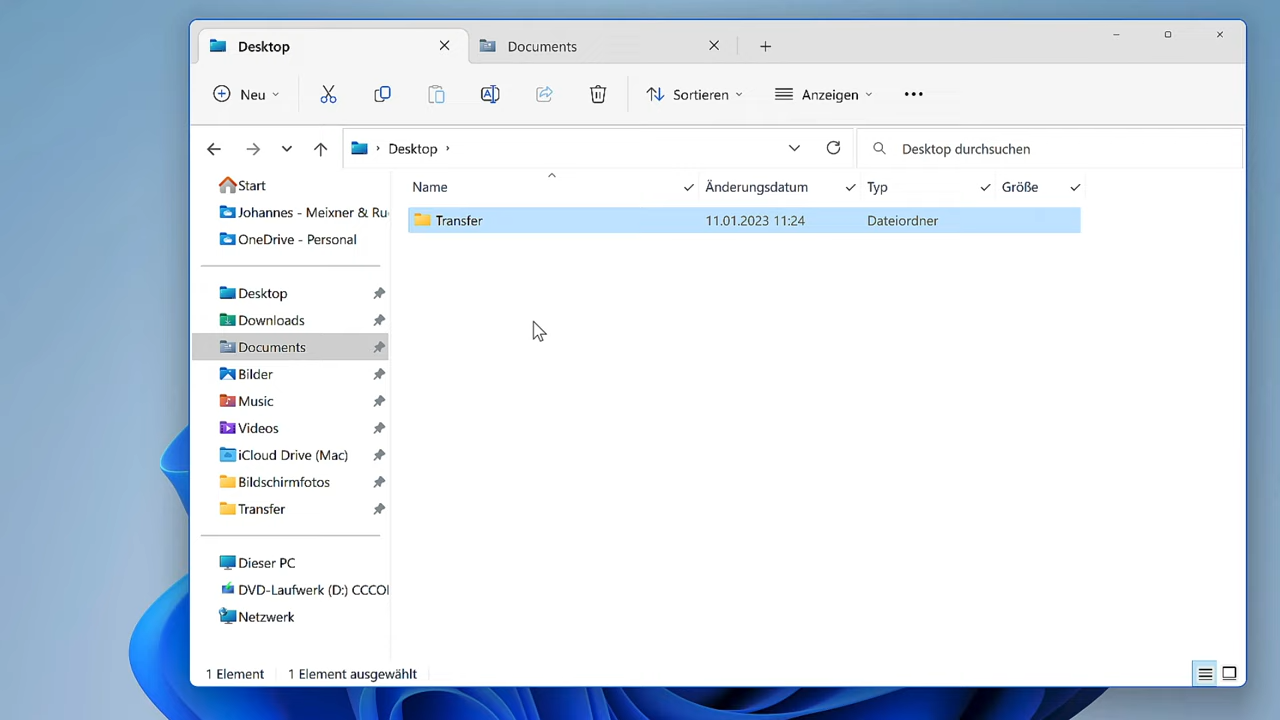 Desktop
Documents
Neu
Sortieren
Anzeigen
Desktop
Desktop durchsuchen
Name
Änderungsdatum
Typ
Größe
Transfer
11.01.2023 11:24
Dateiordner
Start
Johannes - Meixner & Ru
OneDrive - Personal
Desktop
Downloads
Documents
Bilder
Music
Videos
iCloud Drive (Mac)
Bildschirmfotos
Transfer
Dieser PC
DVD-Laufwerk (D:) CCCO
Netzwerk
1 Element
1 Element ausgewählt